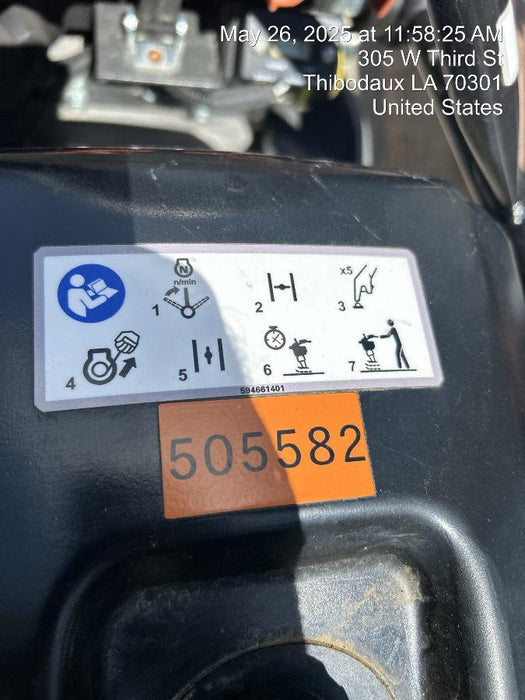 May 26, 2025 at 11:58:25 AM
305 W Third St
Thibodaux LA 70301
United States
N
n/min
x5
1
2
3
4
5
6
7
594661401
505582